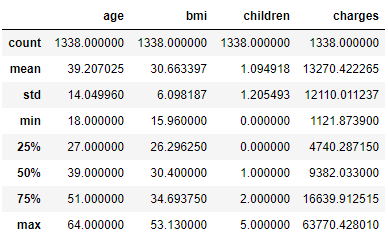 age bmi children charges
count 1338.000000 1338.000000 1338.000000 1338.000000
mean 39.207025 30.663397 1.094918 13270.422265
std 14.049960 6.098187 1.205493 12110.011237
min 18.000000 15.960000 0.000000 1121.873900
25% 27.000000 26.296250 0.000000 4740.287150
50% 39.000000 30.400000 1.000000 9382.033000
75% 51.000000 34.693750 2.000000 16639.912515
max 64.000000 53.130000 5.000000 63770.428010